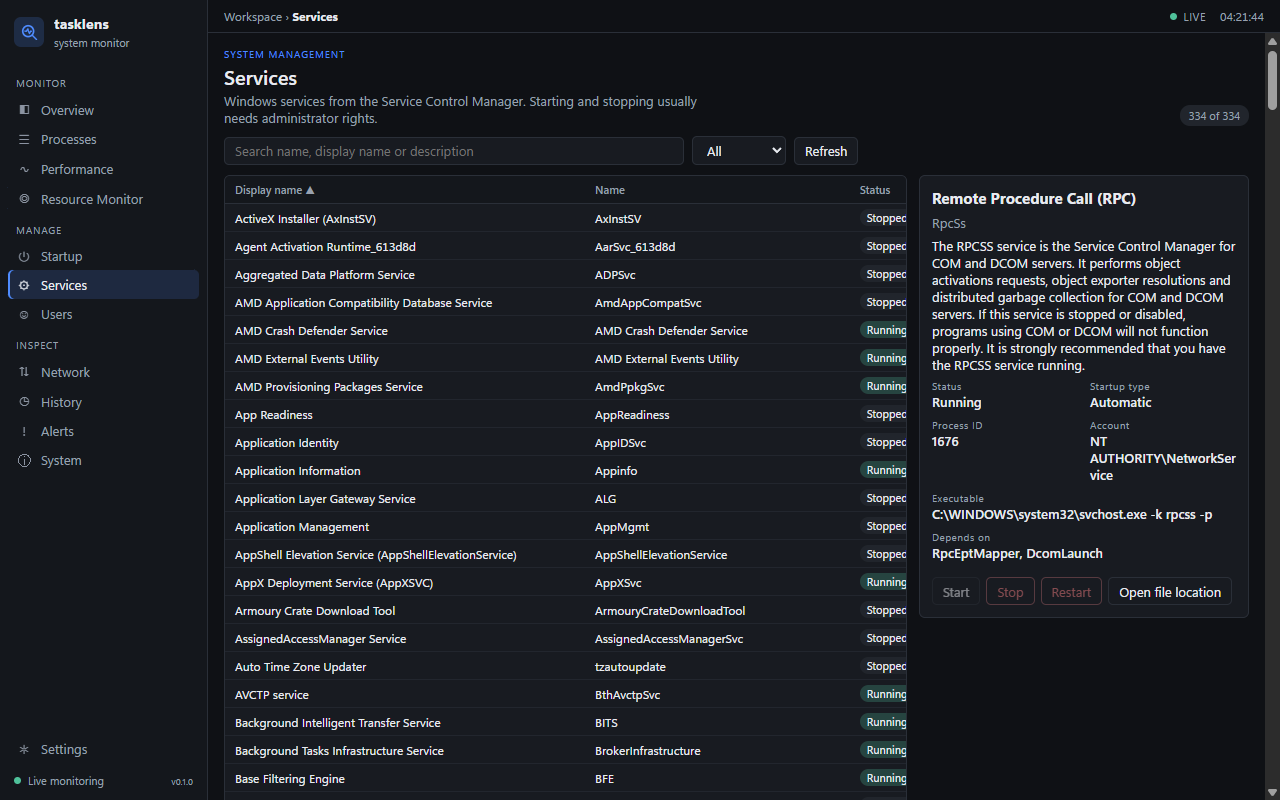 tasklens
system monitor
MONITOR
Overview
Processes
Performance
Resource Monitor
MANAGE
Startup
Services
Users
INSPECT
Network
History
Alerts
System
Settings
Live monitoring v0.1.0
Workspace › Services
LIVE 04:21:44
SYSTEM MANAGEMENT
Services
Windows services from the Service Control Manager. Starting and stopping usually
needs administrator rights.
334 of 334
Search name, display name or description All Refresh
Display name ▲ Name Status
ActiveX Installer (AxInstSV) AxInstSV Stopped
Agent Activation Runtime_613d8d AarSvc_613d8d Stopped
Aggregated Data Platform Service ADPSvc Stopped
AMD Application Compatibility Database Service AmdAppCompatSvc Stopped
AMD Crash Defender Service AMD Crash Defender Service Running
AMD External Events Utility AMD External Events Utility Running
AMD Provisioning Packages Service AmdPpkgSvc Running
App Readiness AppReadiness Stopped
Application Identity AppIDSvc Stopped
Application Information Appinfo Running
Application Layer Gateway Service ALG Stopped
Application Management AppMgmt Stopped
AppShell Elevation Service (AppShellElevationService) AppShellElevationService Stopped
AppX Deployment Service (AppXSVC) AppXSvc Running
Armoury Crate Download Tool ArmouryCrateDownloadTool Stopped
AssignedAccessManager Service AssignedAccessManagerSvc Stopped
Auto Time Zone Updater tzautoupdate Stopped
AVCTP service BthAvctpSvc Running
Background Intelligent Transfer Service BITS Running
Background Tasks Infrastructure Service BrokerInfrastructure Running
Base Filtering Engine BFE Running
Remote Procedure Call (RPC)
RpcSs
The RPCSS service is the Service Control Manager for
COM and DCOM servers. It performs object
activations requests, object exporter resolutions and
distributed garbage collection for COM and DCOM
servers. If this service is stopped or disabled,
programs using COM or DCOM will not function
properly. It is strongly recommended that you have
the RPCSS service running.
Status Startup type
Running Automatic
Process ID Account
1676 NT
AUTHORITY\NetworkSer
vice
Executable
C:\WINDOWS\system32\svchost.exe -k rpcss -p
Depends on
RpcEptMapper, DcomLaunch
Start Stop Restart Open file location